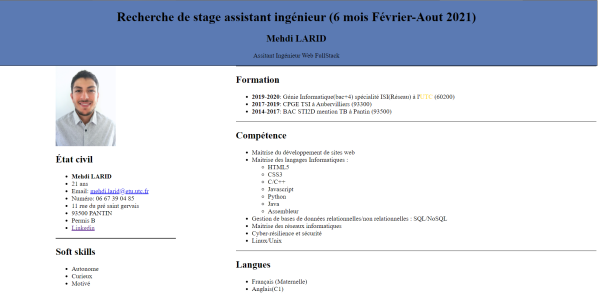 Recherche de stage assistant ingénieur (6 mois Février-Aout 2021)
Mehdi LARID
Assitant Ingénieur Web FullStack
État civil
Mehdi LARID
21 ans
Email: mehdi.larid@etu.utc.fr
Numéro: 06 67 39 04 85
11 rue du pré saint gervais
93500 PANTIN
Permis B
Linkedin
Soft skills
Autonome
Curieux
Motivé
Formation
2019-2020: Génie Informatique(bac+4) spécialité ISI(Réseau) à l'UTC (60200)
2017-2019: CPGE TSI à Aubervilliers (93300)
2014-2017: BAC STI2D mention TB à Pantin (93500)
Compétence
Maitrise du développement de sites web
Maitrise des langages Informatiques :
HTML5
CSS3
C/C++
Javascript
Python
Java
Assembleur
Gestion de bases de données relationnelles/non relationnelles : SQL/NoSQL
Maitrise des réseaux informatiques
Cyber-résilience et sécurité
Linux/Unix
Langues
Français (Maternelle)
Anglais(C1)